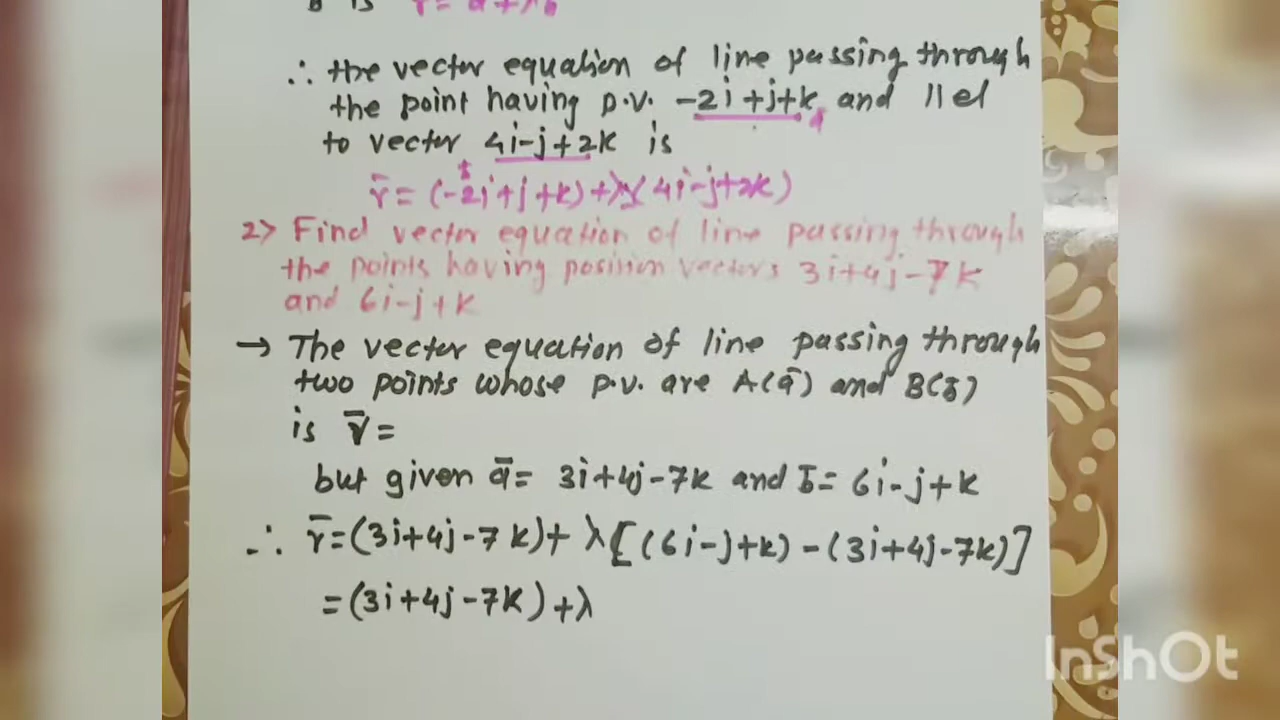 B is r̄ = ā + λb̄
∴ the vector equation of line passing through
the point having p.v. -2i+j+k ā and ||el
to vector 4i-j+2k is
b̄
r̄ = (-2i+j+k)+λ(4i-j+2k)
2> Find vector equation of line passing through
the points having position vectors 3i+4j-7k
and 6i-j+k
→ The vector equation of line passing through
two points whose p.v. are A(ā) and B(b̄)
is r̄ =
but given ā = 3i+4j-7k and b̄ = 6i-j+k
∴ r̄ = (3i+4j-7k)+ λ[(6i-j+k) - (3i+4j-7k)]
= (3i+4j-7k) +λ
InShOt